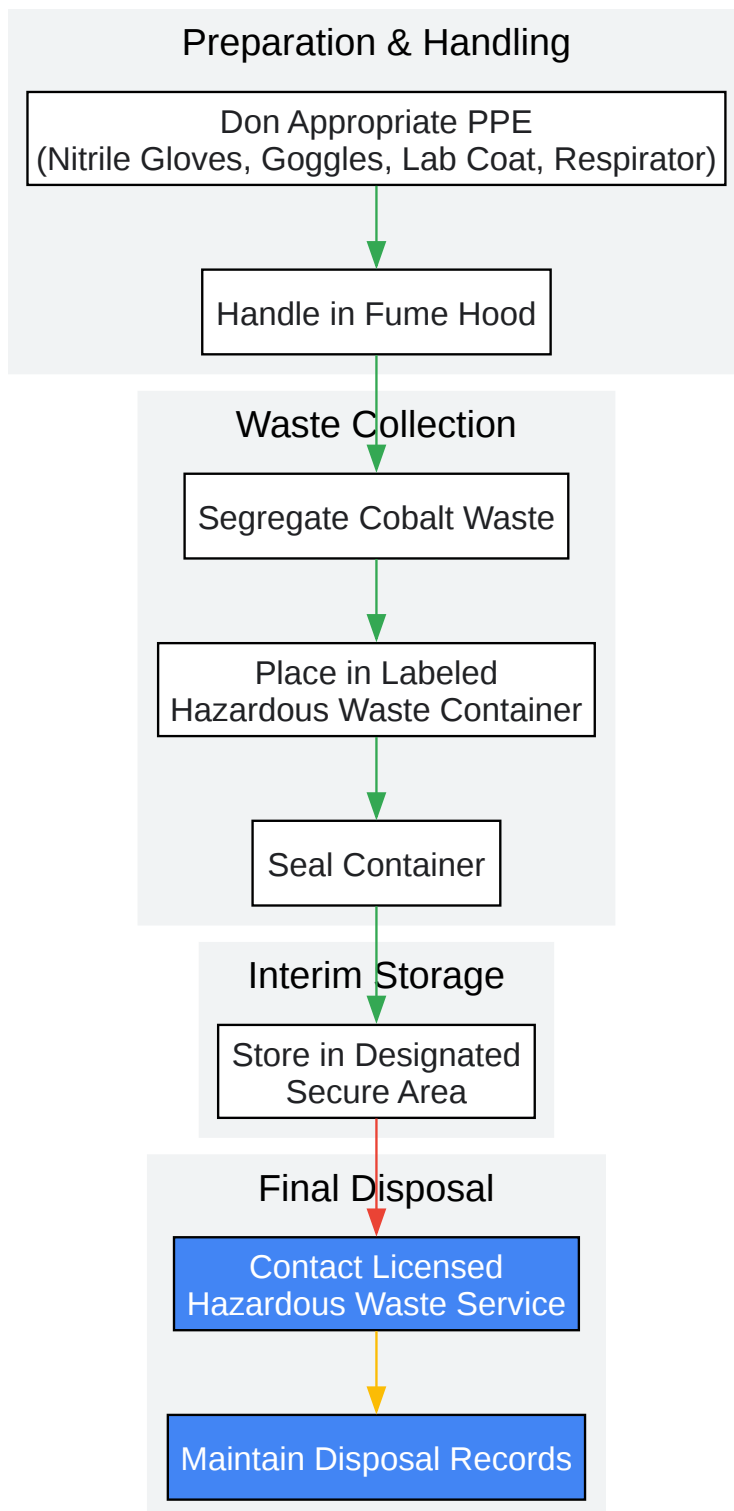 Preparation & Handling
Don Appropriate PPE
(Nitrile Gloves, Goggles, Lab Coat, Respirator)
Handle in Fume Hood
Waste Collection
Segregate Cobalt Waste
Place in Labeled
Hazardous Waste Container
Seal Container
Interim Storage
Store in Designated
Secure Area
Final Disposal
Contact Licensed
Hazardous Waste Service
Maintain Disposal Records